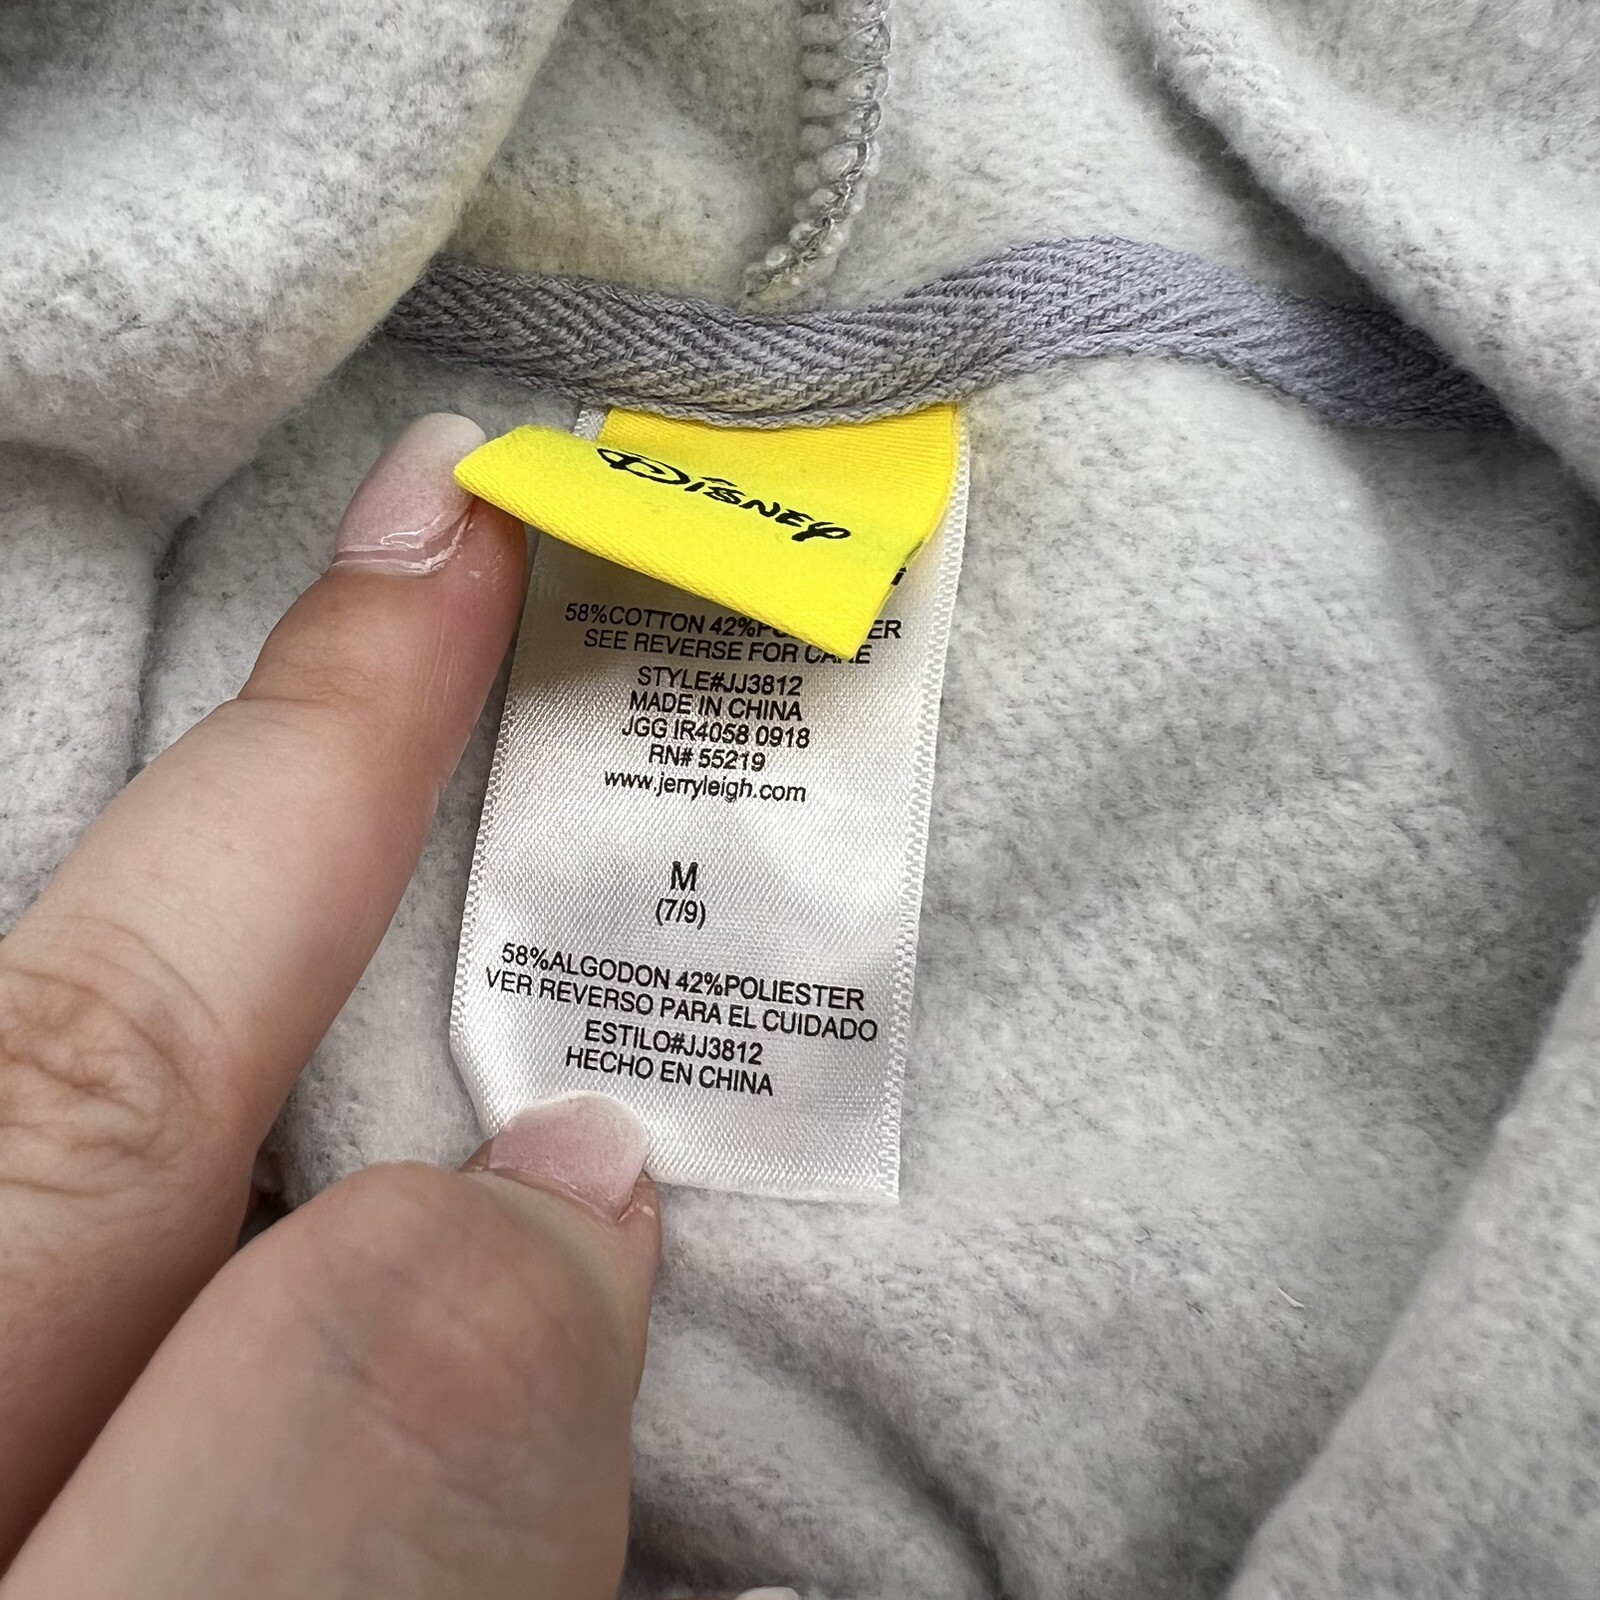 Disney
58%COTTON 42%
SEE REVERSE FOR CARE
STYLE#JJ3812
MADE IN CHINA
JGG IR4058 0918
RN# 55219
www.jerryleigh.com
M
(7/9)
58%ALGODON 42%POLIESTER
VER REVERSO PARA EL CUIDADO
ESTILO#JJ3812
HECHO EN CHINA